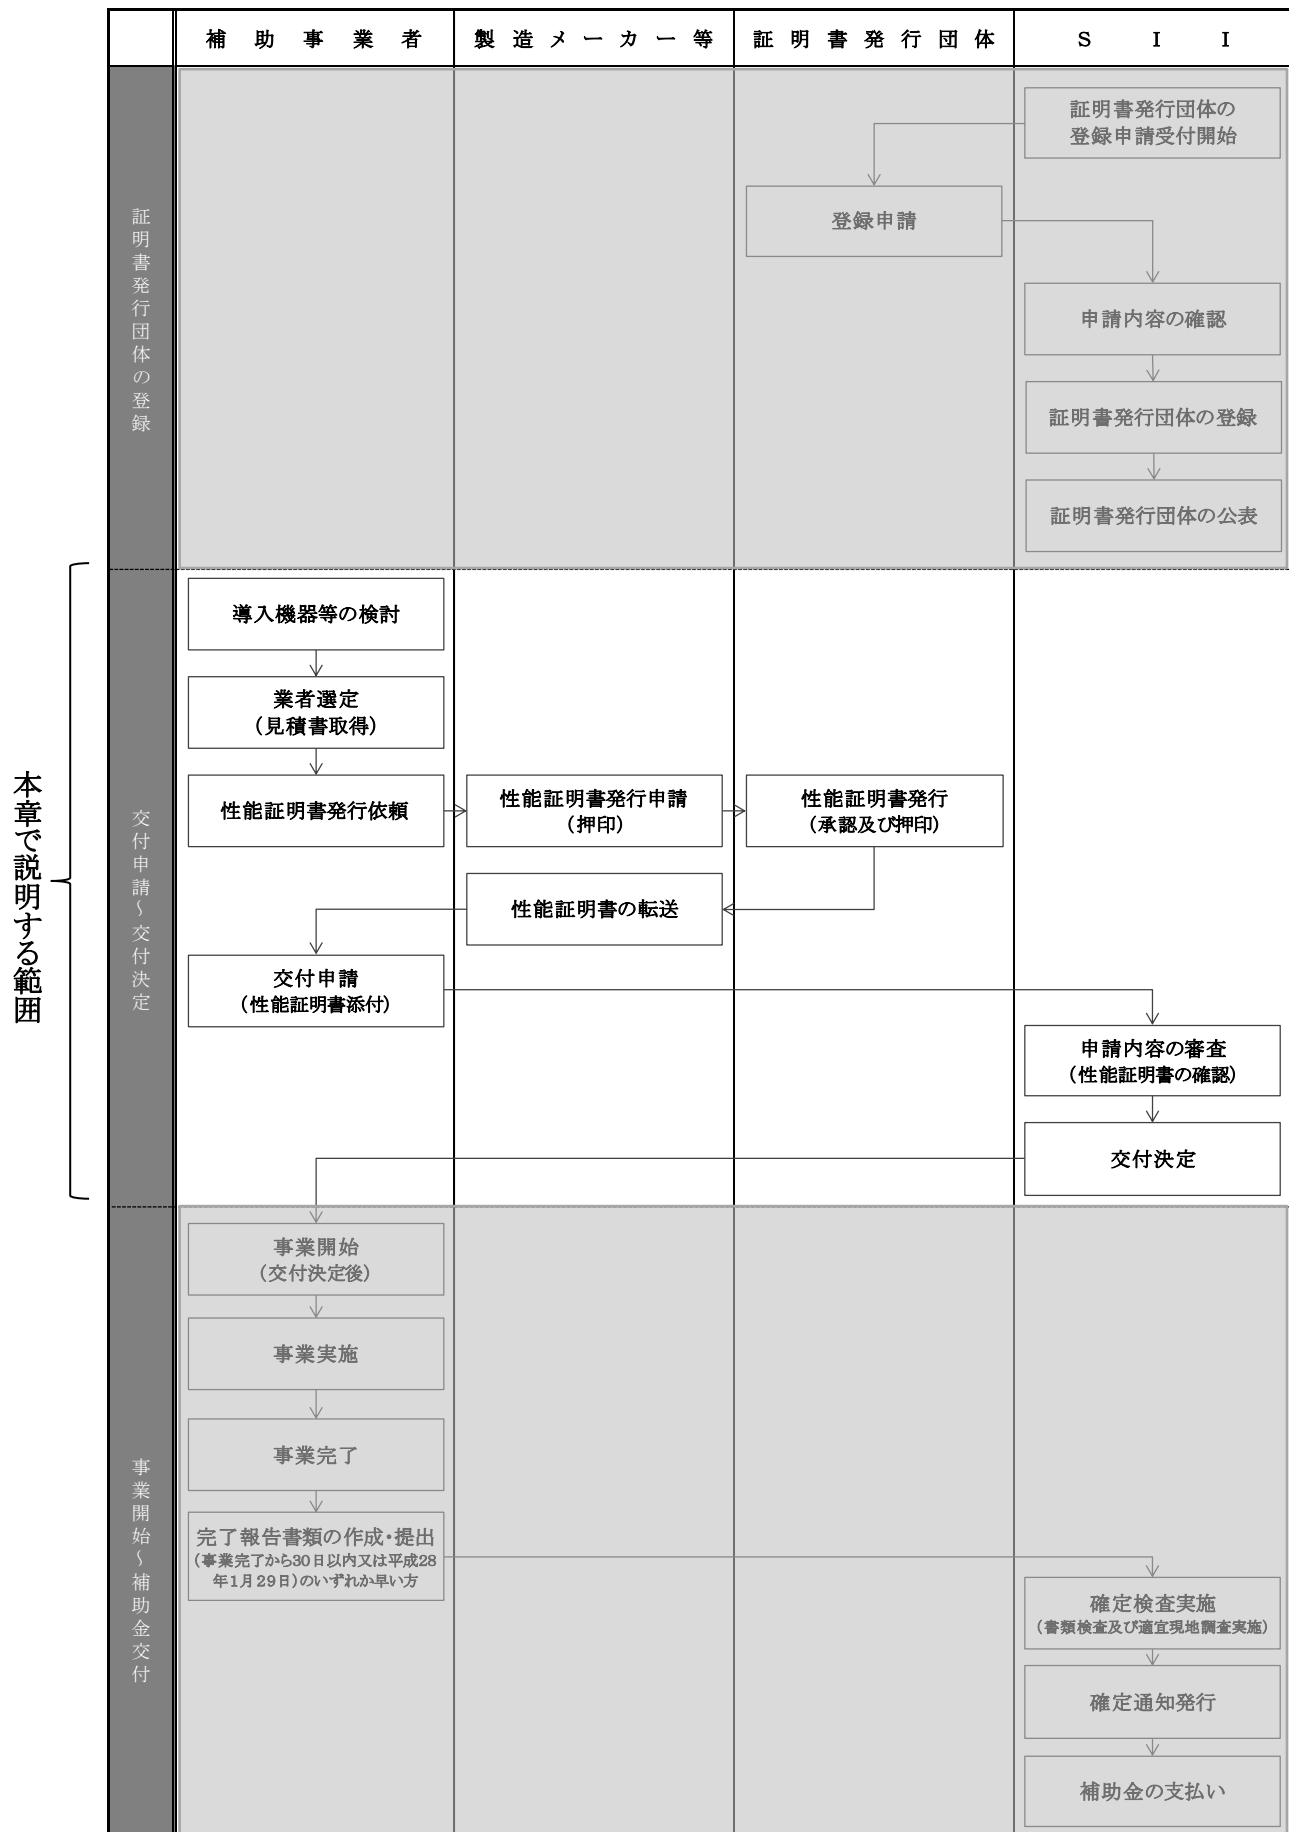 補助事業者
製造メーカー等
証明書発行団体
SII
証明書発行団体の登録
証明書発行団体の
登録申請受付開始
登録申請
申請内容の確認
証明書発行団体の登録
証明書発行団体の公表
本章で説明する範囲
交付申請～交付決定
導入機器等の検討
業者選定
（見積書取得）
性能証明書発行依頼
性能証明書発行申請
（押印）
性能証明書発行
（承認及び押印）
性能証明書の転送
交付申請
（性能証明書添付）
申請内容の審査
（性能証明書の確認）
交付決定
事業開始～補助金交付
事業開始
（交付決定後）
事業実施
事業完了
完了報告書類の作成・提出
（事業完了から30日以内又は平成28
年1月29日）のいずれか早い方
確定検査実施
（書類検査及び適宜現地調査実施）
確定通知発行
補助金の支払い